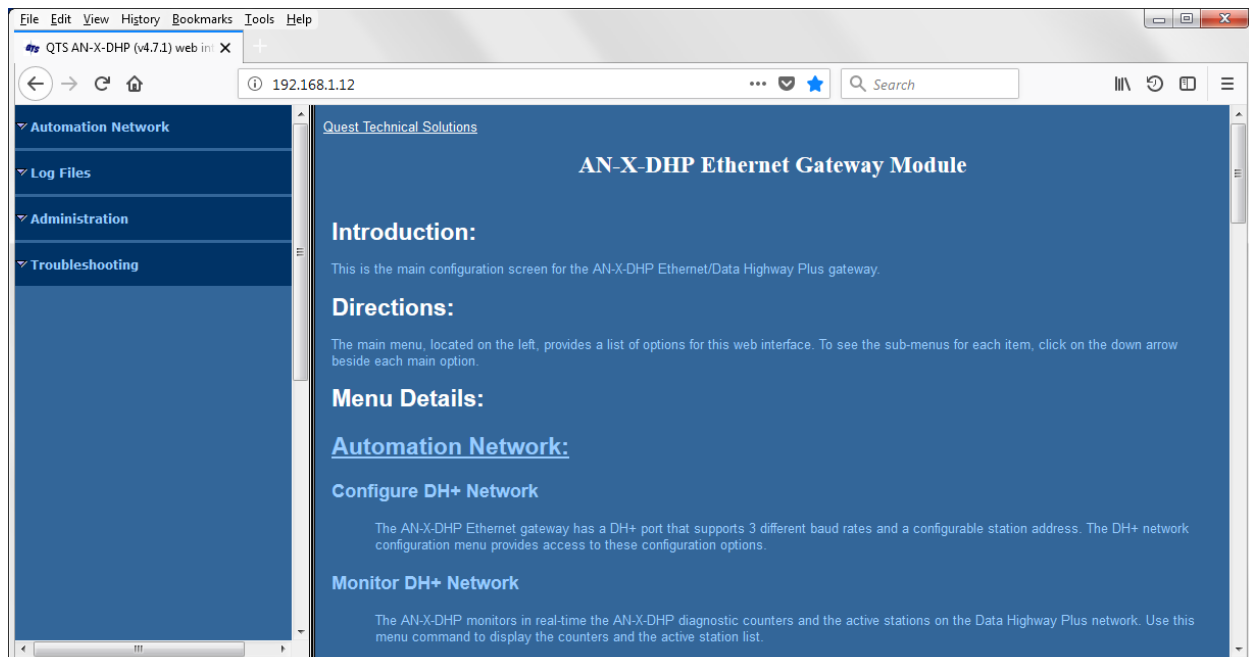 File Edit View History Bookmarks Tools Help
QTS AN-X-DHP (v4.7.1) web int
192.168.1.12
Search
Automation Network
Log Files
Administration
Troubleshooting
Quest Technical Solutions
AN-X-DHP Ethernet Gateway Module
Introduction:
This is the main configuration screen for the AN-X-DHP Ethernet/Data Highway Plus gateway.
Directions:
The main menu, located on the left, provides a list of options for this web interface. To see the sub-menus for each item, click on the down arrow
beside each main option.
Menu Details:
Automation Network:
Configure DH+ Network
The AN-X-DHP Ethernet gateway has a DH+ port that supports 3 different baud rates and a configurable station address. The DH+ network
configuration menu provides access to these configuration options.
Monitor DH+ Network
The AN-X-DHP monitors in real-time the AN-X-DHP diagnostic counters and the active stations on the Data Highway Plus network. Use this
menu command to display the counters and the active station list.